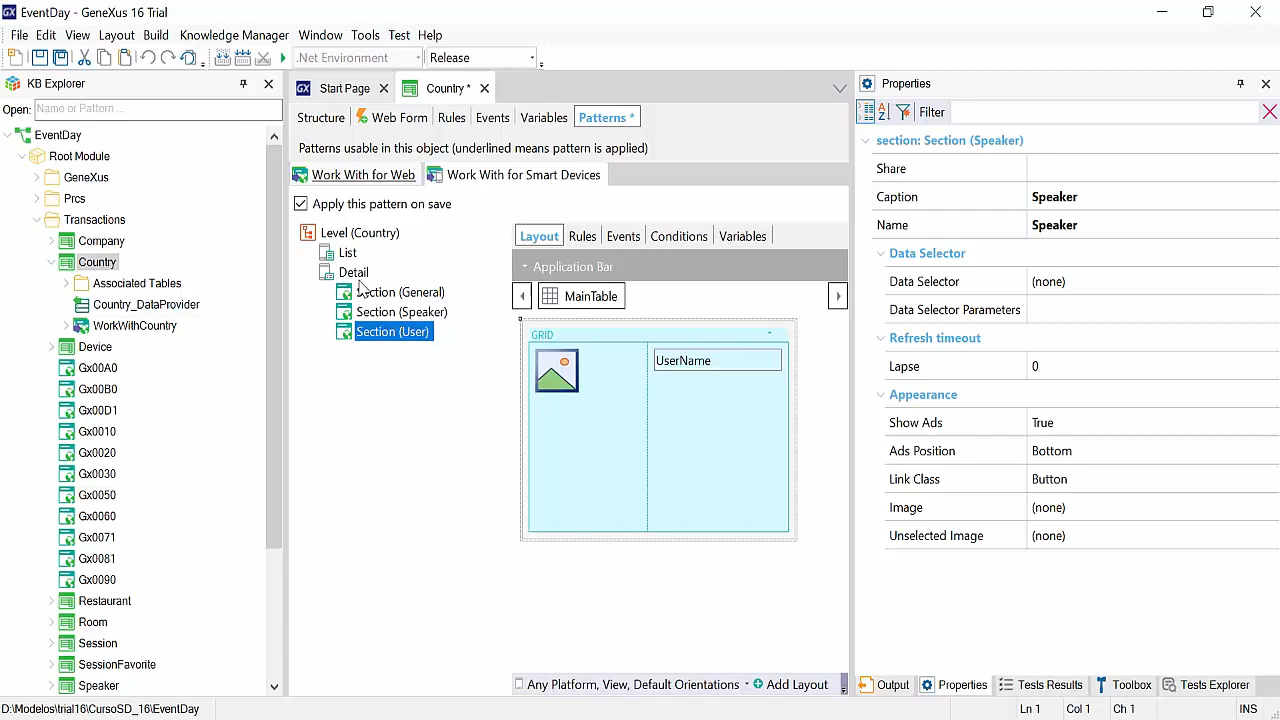 EventDay - GeneXus 16 Trial
File Edit View Layout Build Knowledge Manager Window Tools Test Help
.Net Environment Release
KB Explorer
Open: Name or Pattern ...
EventDay
Root Module
GeneXus
Prcs
Transactions
Company
Country
Associated Tables
Country_DataProvider
WorkWithCountry
Device
Gx00A0
Gx00B0
Gx00D1
Gx0010
Gx0020
Gx0030
Gx0050
Gx0060
Gx0071
Gx0081
Gx0090
Restaurant
Room
Session
SessionFavorite
Speaker
Start Page Country *
Structure Web Form Rules Events Variables Patterns *
Patterns usable in this object (underlined means pattern is applied)
Work With for Web Work With for Smart Devices
Apply this pattern on save
Level (Country)
List
Detail
Section (General)
Section (Speaker)
Section (User)
Layout Rules Events Conditions Variables
Application Bar
MainTable
GRID
UserName
Any Platform, View, Default Orientations Add Layout
Properties
Filter
section: Section (Speaker)
Share
Caption Speaker
Name Speaker
Data Selector
Data Selector (none)
Data Selector Parameters
Refresh timeout
Lapse 0
Appearance
Show Ads True
Ads Position Bottom
Link Class Button
Image (none)
Unselected Image (none)
Output Properties Tests Results Toolbox Tests Explorer
D:\Modelos\trial16\CursoSD_16\EventDay Ln 1 Col 1 Ch 1 INS